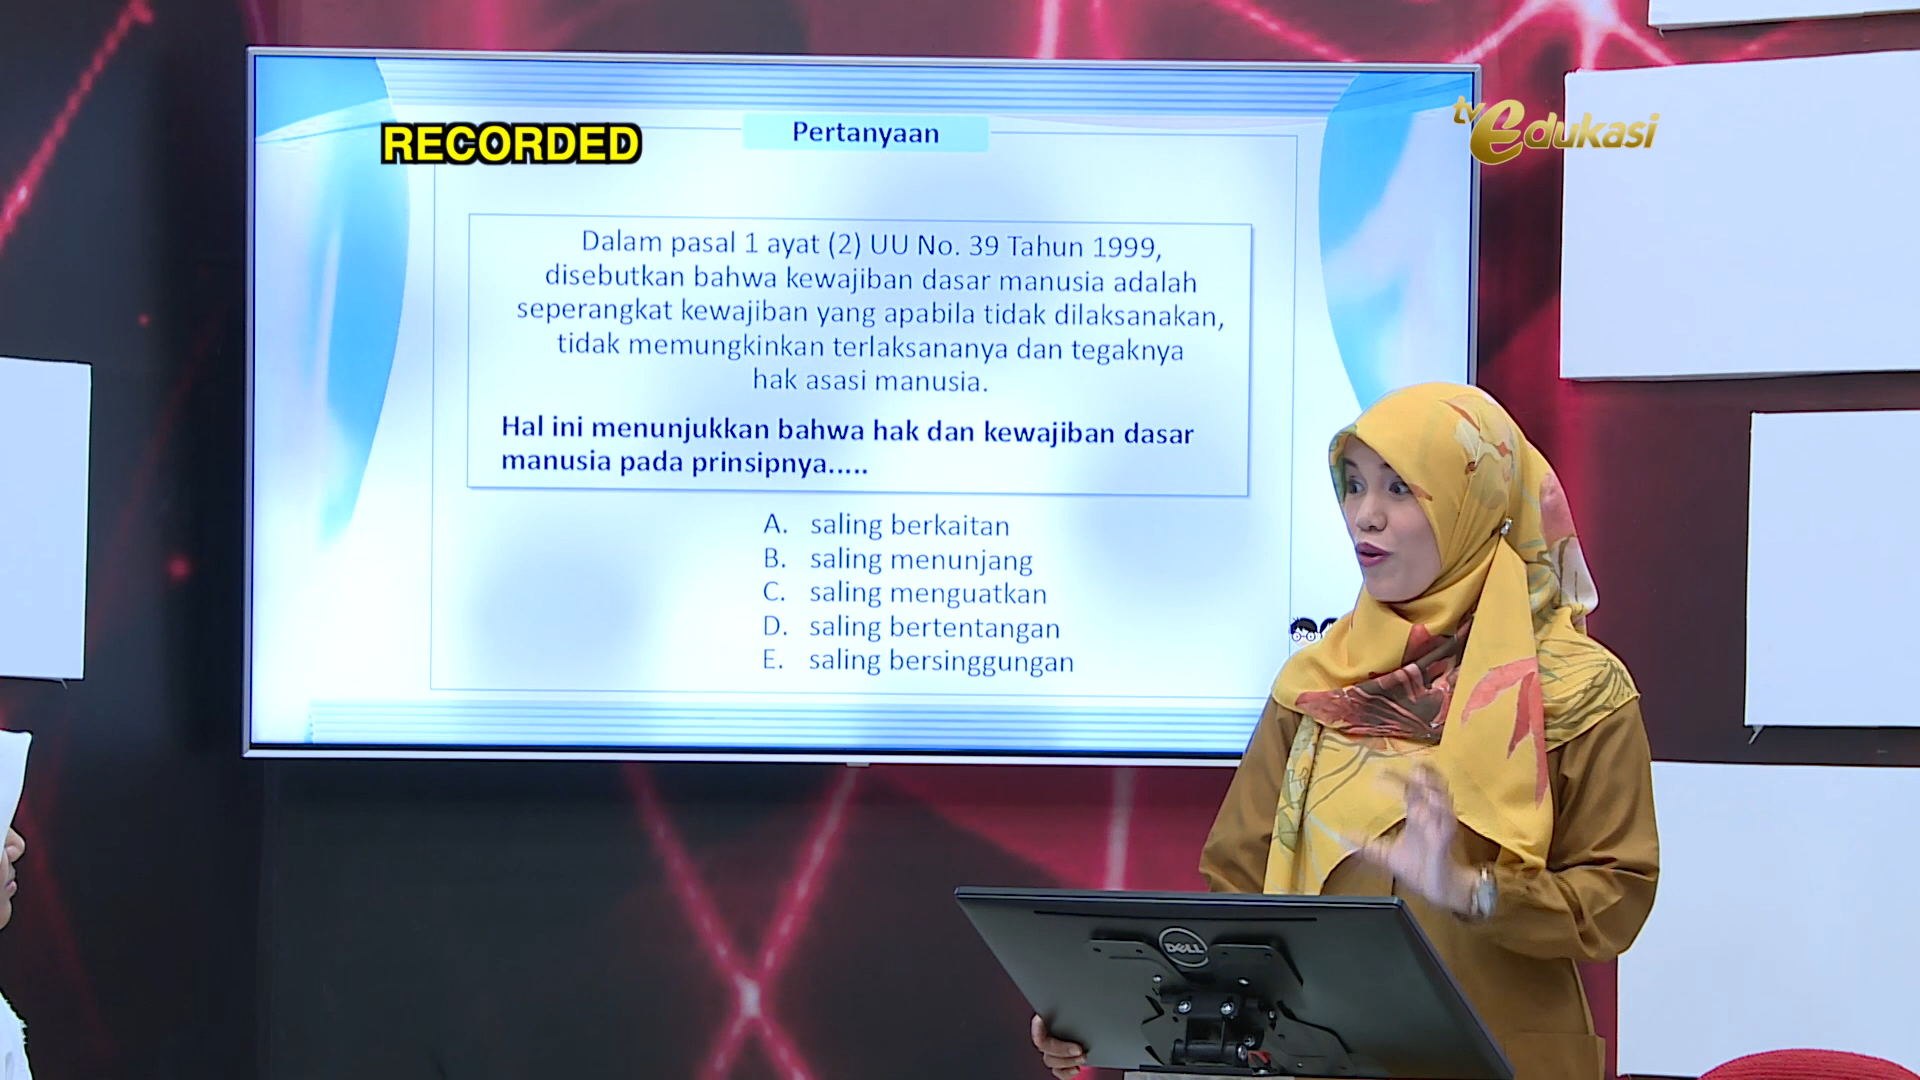 RECORDED
Pertanyaan
tv edukasi
Dalam pasal 1 ayat (2) UU No. 39 Tahun 1999,
disebutkan bahwa kewajiban dasar manusia adalah
seperangkat kewajiban yang apabila tidak dilaksanakan,
tidak memungkinkan terlaksananya dan tegaknya
hak asasi manusia.
Hal ini menunjukkan bahwa hak dan kewajiban dasar
manusia pada prinsipnya.....
A. saling berkaitan
B. saling menunjang
C. saling menguatkan
D. saling bertentangan
E. saling bersinggungan
DELL